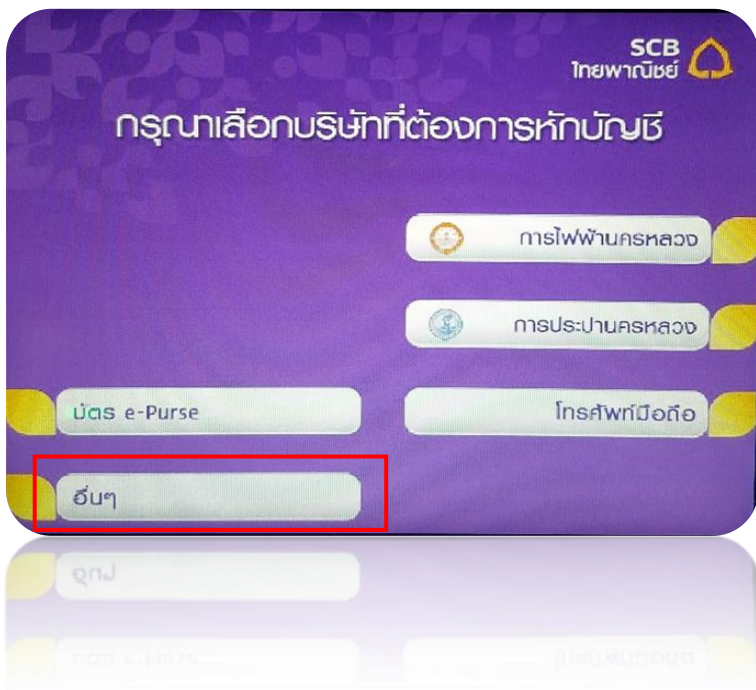 SCB
ไทยพาณิชย์
กรุณาเลือกบริษัทที่ต้องการหักบัญชี
การไฟฟ้านครหลวง
การประปานครหลวง
บัตร e-Purse
โทรศัพท์มือถือ
อื่นๆ